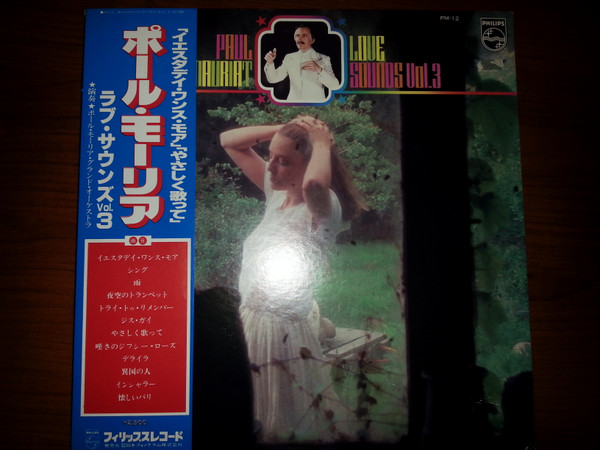 「イエスタデイ・ワンス・モア」「やさしく歌って」
ポール・モーリア
ラブ・サウンズ Vol.3
★演奏★ポール・モーリア・グランド・オーケストラ
曲目
イエスタデイ・ワンス・モア
シング
雨
夜空のトランペット
トライ・トゥ・リメンバー
ジス・ガイ
やさしく歌って
嘆きのジプシー・ローズ
デライラ
異国の人
インシャラー
懐しいパリ
フィリップスレコード
PAUL
MAURIAT
LOVE
SOUNDS Vol.3
PM-12
PHILIPS